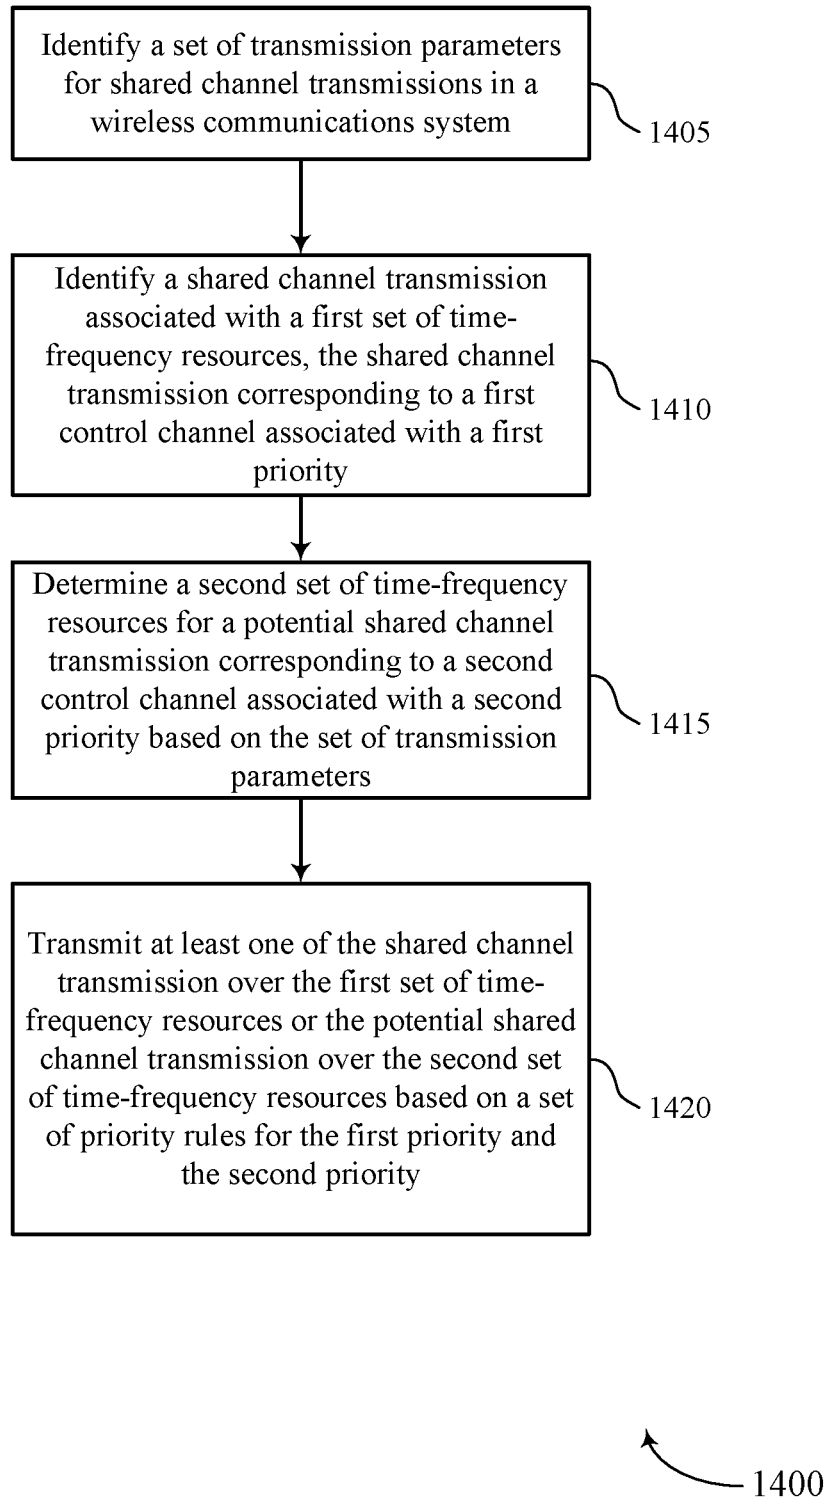 Identify a set of transmission parameters
for shared channel transmissions in a
wireless communications system
1405
Identify a shared channel transmission
associated with a first set of time-
frequency resources, the shared channel
transmission corresponding to a first
control channel associated with a first
priority
1410
Determine a second set of time-frequency
resources for a potential shared channel
transmission corresponding to a second
control channel associated with a second
priority based on the set of transmission
parameters
1415
Transmit at least one of the shared channel
transmission over the first set of time-
frequency resources or the potential shared
channel transmission over the second set
of time-frequency resources based on a set
of priority rules for the first priority and
the second priority
1420
1400